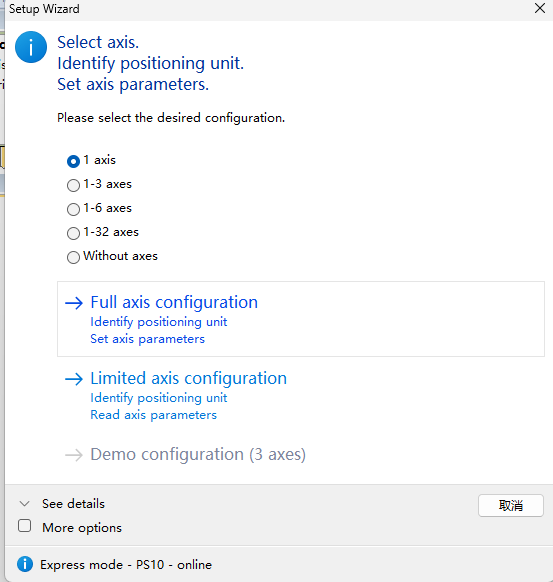 Setup Wizard
Select axis.
Identify positioning unit.
Set axis parameters.
Please select the desired configuration.
1 axis
1-3 axes
1-6 axes
1-32 axes
Without axes
Full axis configuration
Identify positioning unit
Set axis parameters
Limited axis configuration
Identify positioning unit
Read axis parameters
Demo configuration (3 axes)
See details
取消
More options
Express mode - PS10 - online